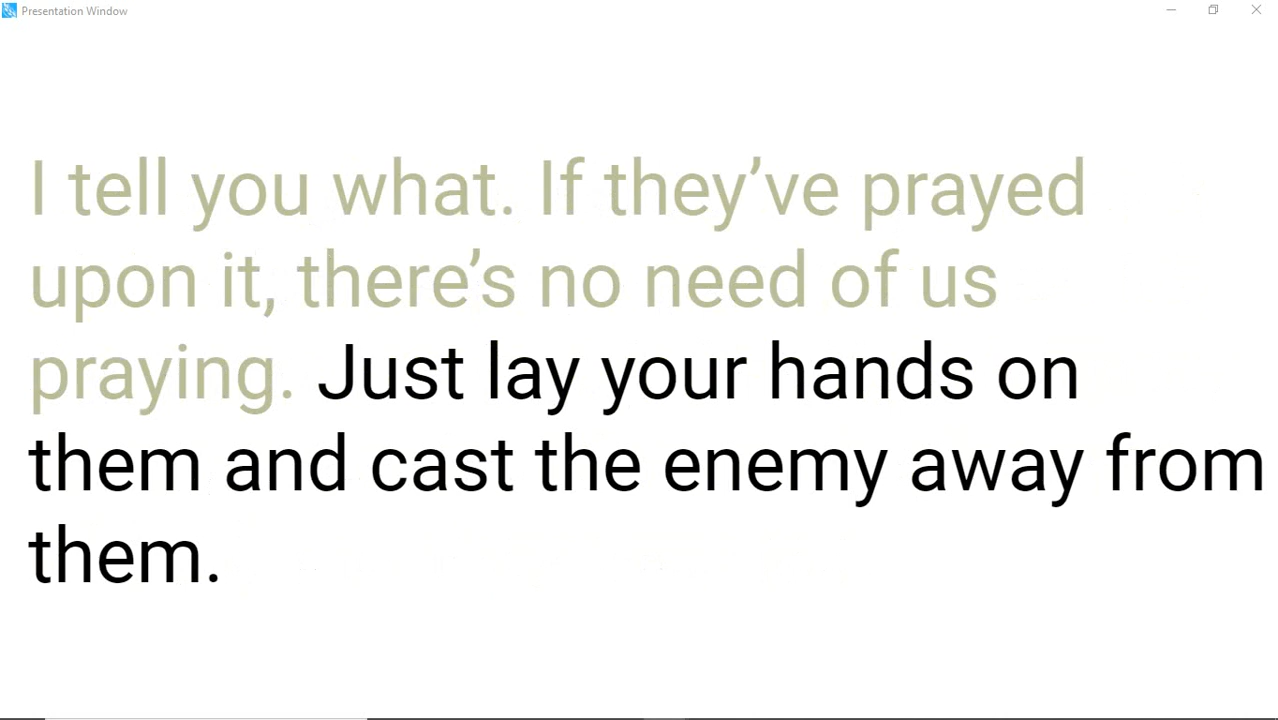 Presentation Window
I tell you what. If they’ve prayed
upon it, there’s no need of us
praying. Just lay your hands on
them and cast the enemy away from
them.